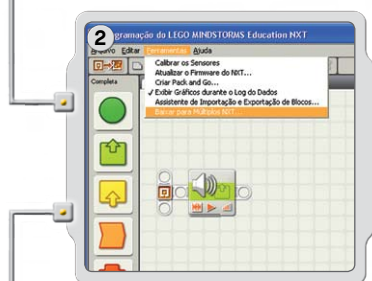 2
gramação do LEGO MINDSTORMS Education NXT
Arquivo Editar Ferramentas Ajuda
Calibrar os Sensores
Atualizar o Firmware do NXT...
Criar Pack and Go...
✓ Exibir Gráficos durante o Log do Dados
Assistente de Importação e Exportação de Blocos...
Baixar para Múltiplos NXT...
Completa